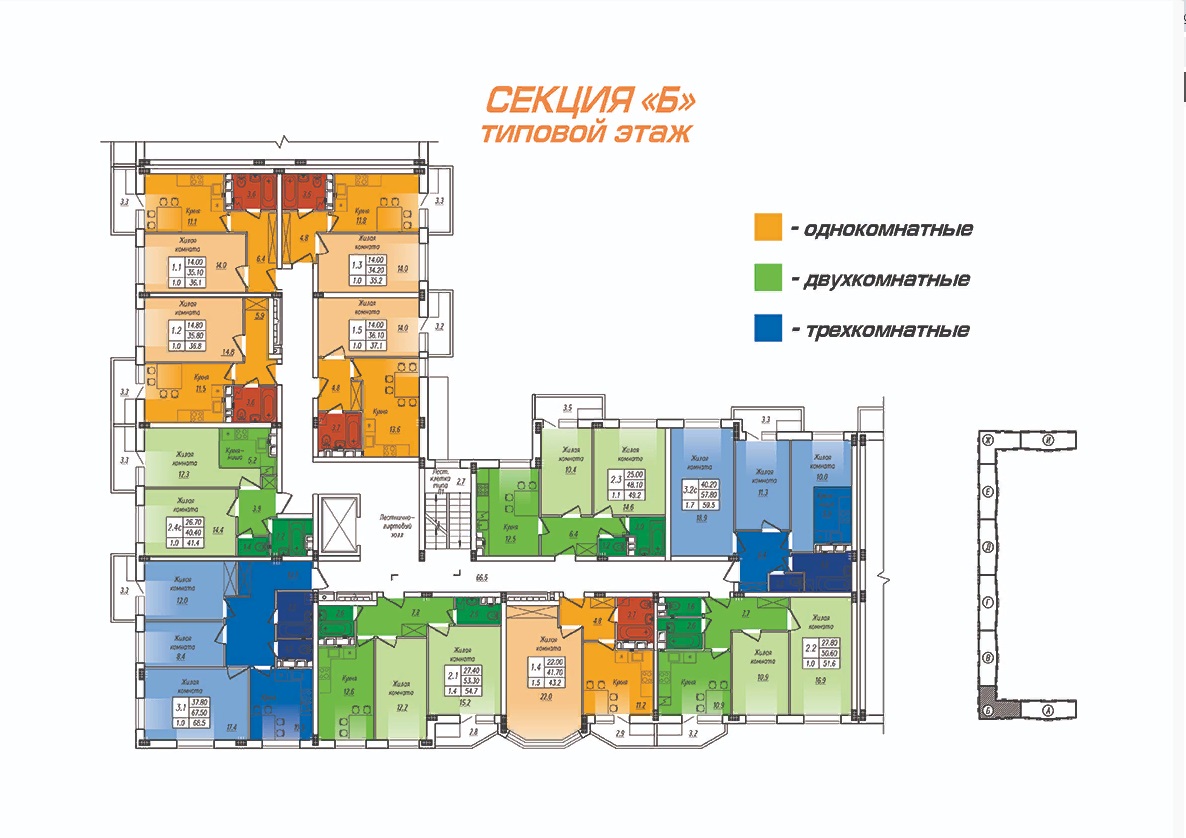 СЕКЦИЯ «Б»
ТИПОВОЙ ЭТАЖ
- однокомнатные
- двухкомнатные
- трехкомнатные
3.3
Кухня
11.1
3.6
3.5
Кухня
11.8
3.3
6.4
4.8
Жилая
комната
14.0
1.1
14.00
35.10
1.0
36.1
Жилая
комната
14.0
1.3
14.00
34.20
1.0
35.2
Жилая
комната
14.8
1.2
14.80
35.80
1.0
36.8
5.9
Жилая
комната
14.0
1.5
14.00
36.10
1.0
37.1
3.2
3.3
Кухня
11.5
3.6
4.8
Кухня
13.6
3.3
Жилая
комната
12.3
Кухня-
ниша
5.2
Жилая
комната
14.4
2.4с
26.70
40.40
1.0
41.4
3.9
Лестнично-
лифтовый
холл
Лест.
клетка
типа
Л1
2.7
66.5
3.5
Жилая
комната
10.4
Жилая
комната
14.6
2.3
25.00
48.10
1.1
49.2
Кухня
12.5
6.4
Жилая
комната
18.9
3.2с
40.20
57.80
1.7
59.5
3.3
Жилая
комната
11.3
Жилая
комната
10.0
3.2
Жилая
комната
12.0
Жилая
комната
8.4
3.1
37.80
67.50
1.0
68.5
17.4
7.8
12.6
Жилая
комната
12.2
Жилая
комната
15.2
2.1
27.40
53.30
1.4
54.7
2.8
Жилая
комната
22.0
1.4
22.00
41.70
1.5
43.2
4.8
Кухня
11.2
2.9
7.3
Кухня
10.9
3.2
Жилая
комната
10.9
Жилая
комната
16.9
2.2
27.80
50.60
1.0
51.6
Ж
И
Е
Д
Г
В
Б
А